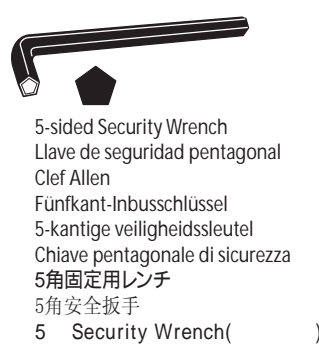 5-sided Security Wrench
Llave de seguridad pentagonal
Clef Allen
Fünfkant-Inbusschlüssel
5-kantige veiligheidssleutel
Chiave pentagonale di sicurezza
5角固定用レンチ
5角安全扳手
5 Security Wrench( )